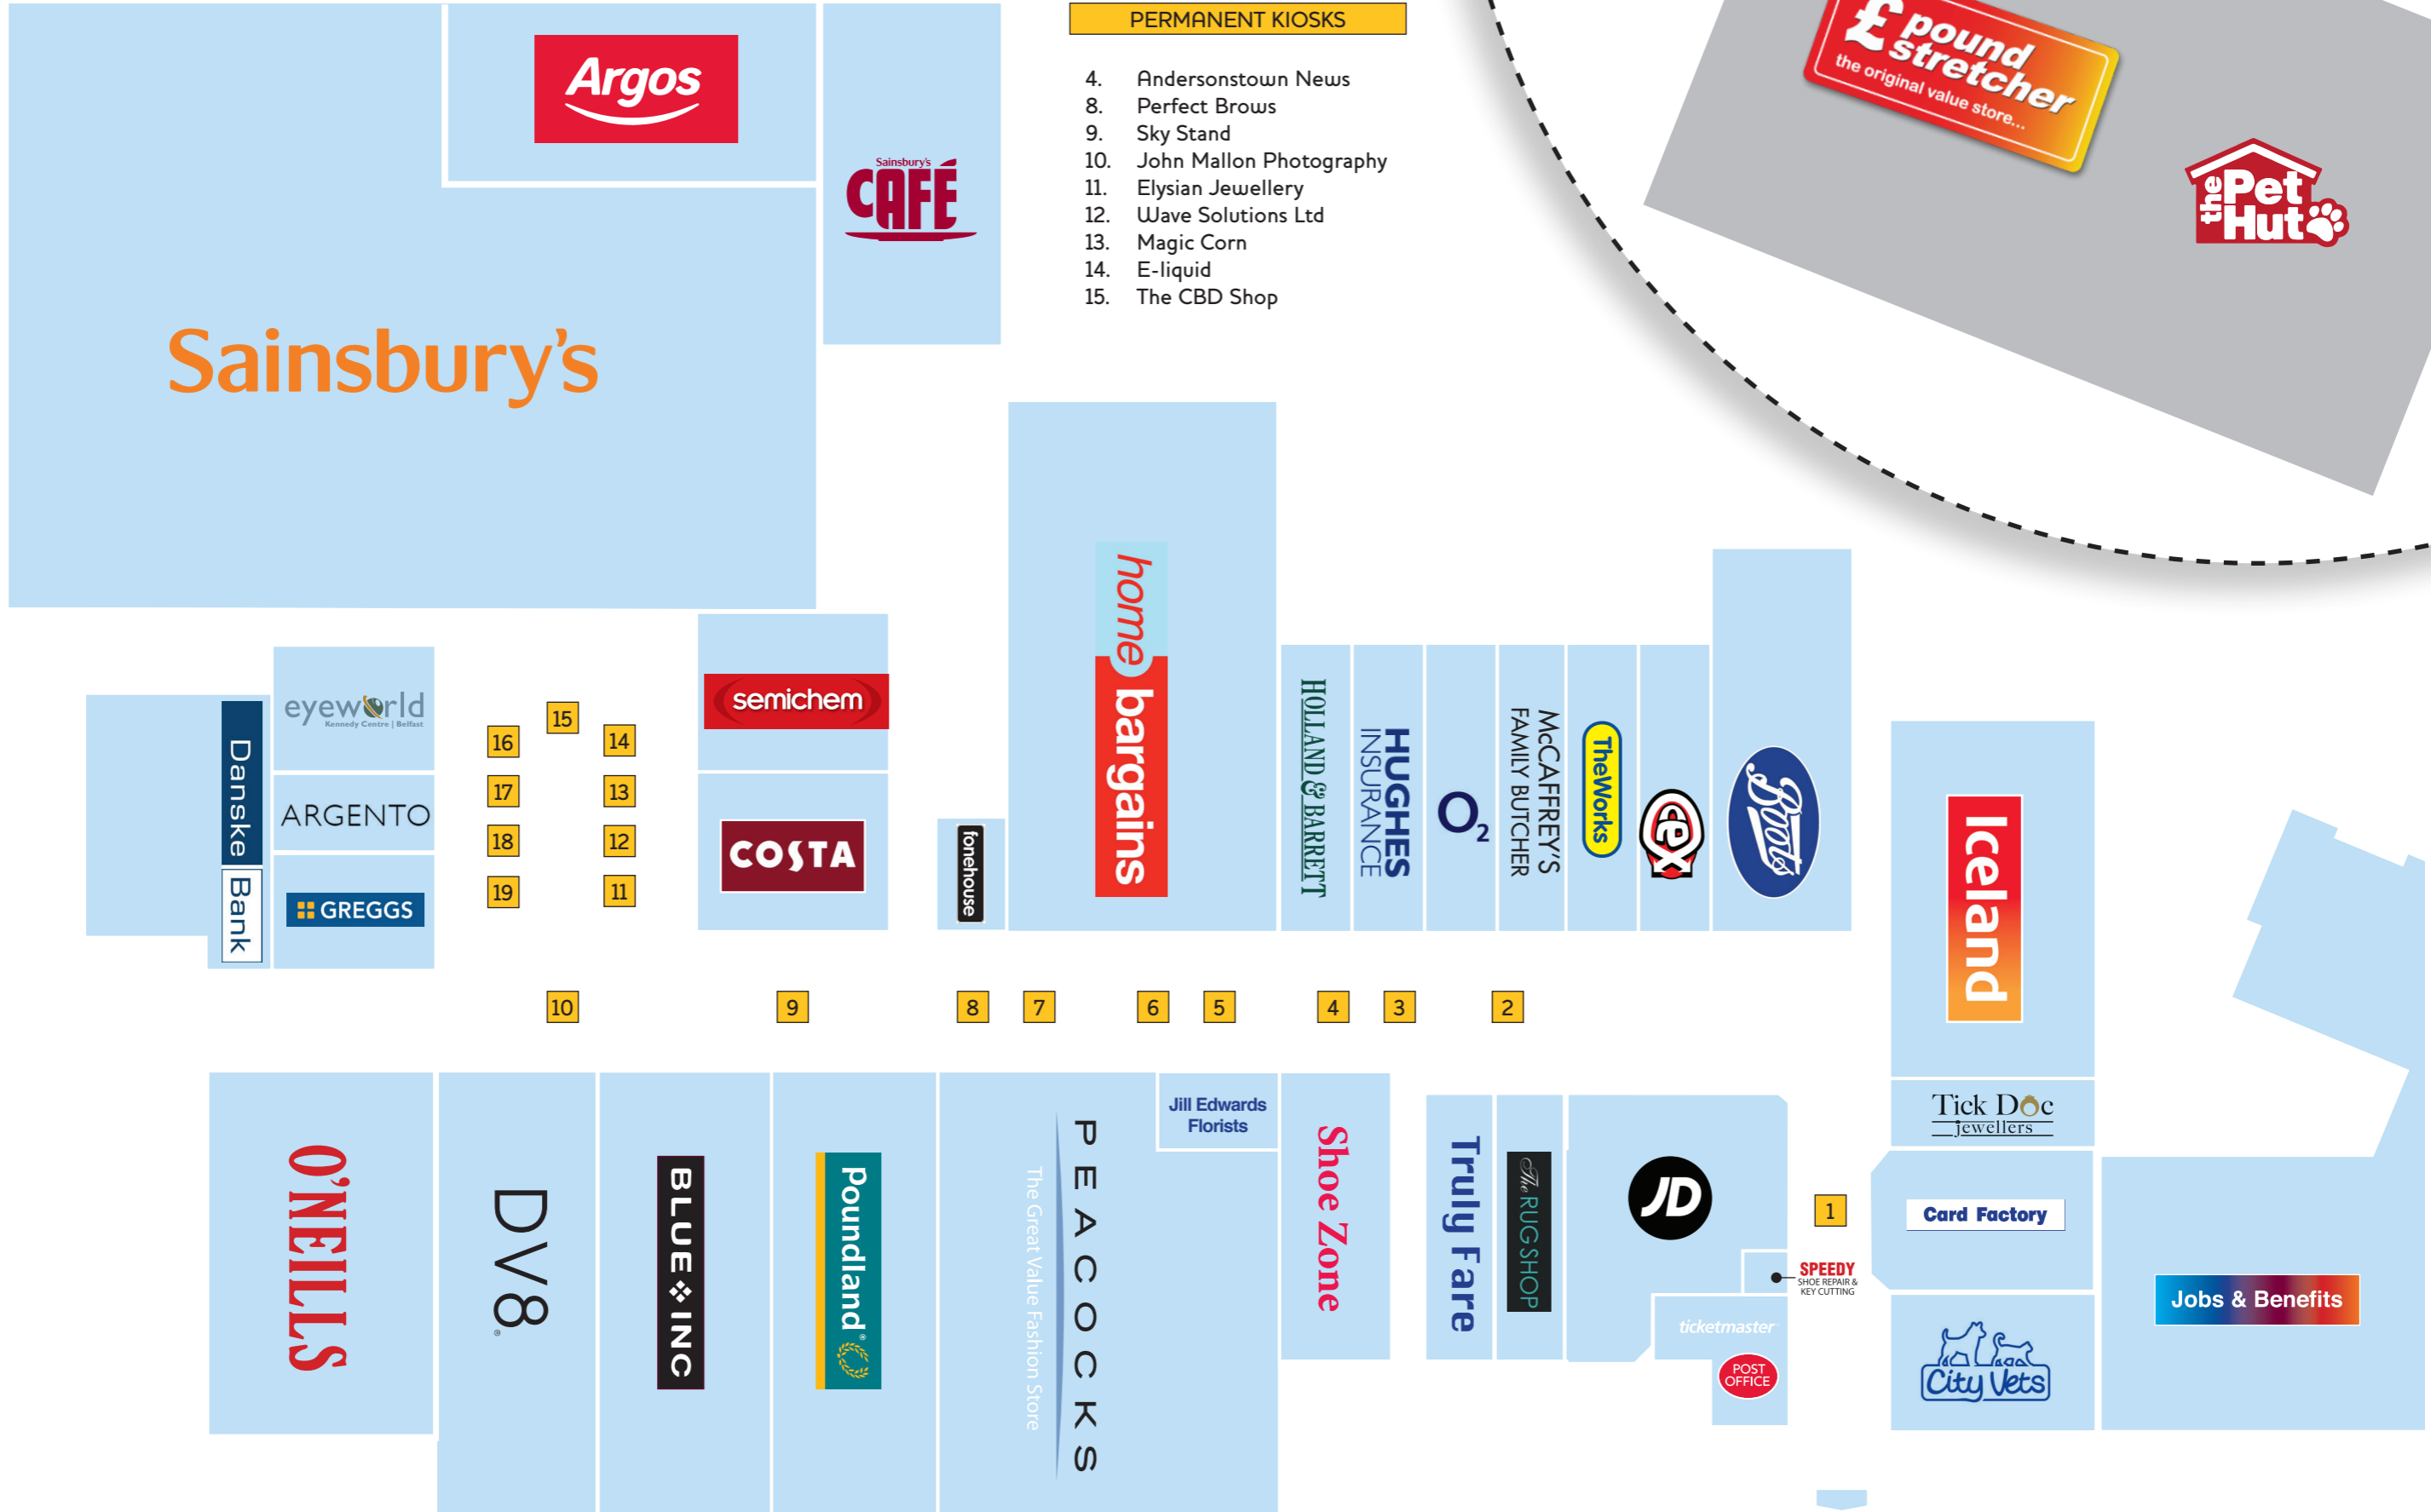 Argos
Sainsbury's
CAFÉ
PERMANENT KIOSKS
4. Andersonstown News
8. Perfect Brows
9. Sky Stand
10. John Mallon Photography
11. Elysian Jewellery
12. Wave Solutions Ltd
13. Magic Corn
14. E-liquid
15. The CBD Shop
£ pound
stretcher
the original value store...
the Pet
Hut
Sainsbury's
Danske Bank
eyeworld
Kennedy Centre | Belfast
ARGENTO
GREGGS
15
16
14
17
13
18
12
19
11
semichem
COSTA
fonehouse
home bargains
HOLLAND & BARRETT
HUGHES
INSURANCE
O2
McCAFFREY'S
FAMILY BUTCHER
TheWorks
cex
Boots
Iceland
10
9
8
7
6
5
4
3
2
O'NEILLS
DV8®
BLUE INC
Poundland®
PEACOCKS
The Great Value Fashion Store
Jill Edwards
Florists
Shoe Zone
Truly Fare
The RUG SHOP
JD
1
SPEEDY
SHOE REPAIR &
KEY CUTTING
ticketmaster
POST
OFFICE
Tick Doc
jewellers
Card Factory
City Vets
Jobs & Benefits